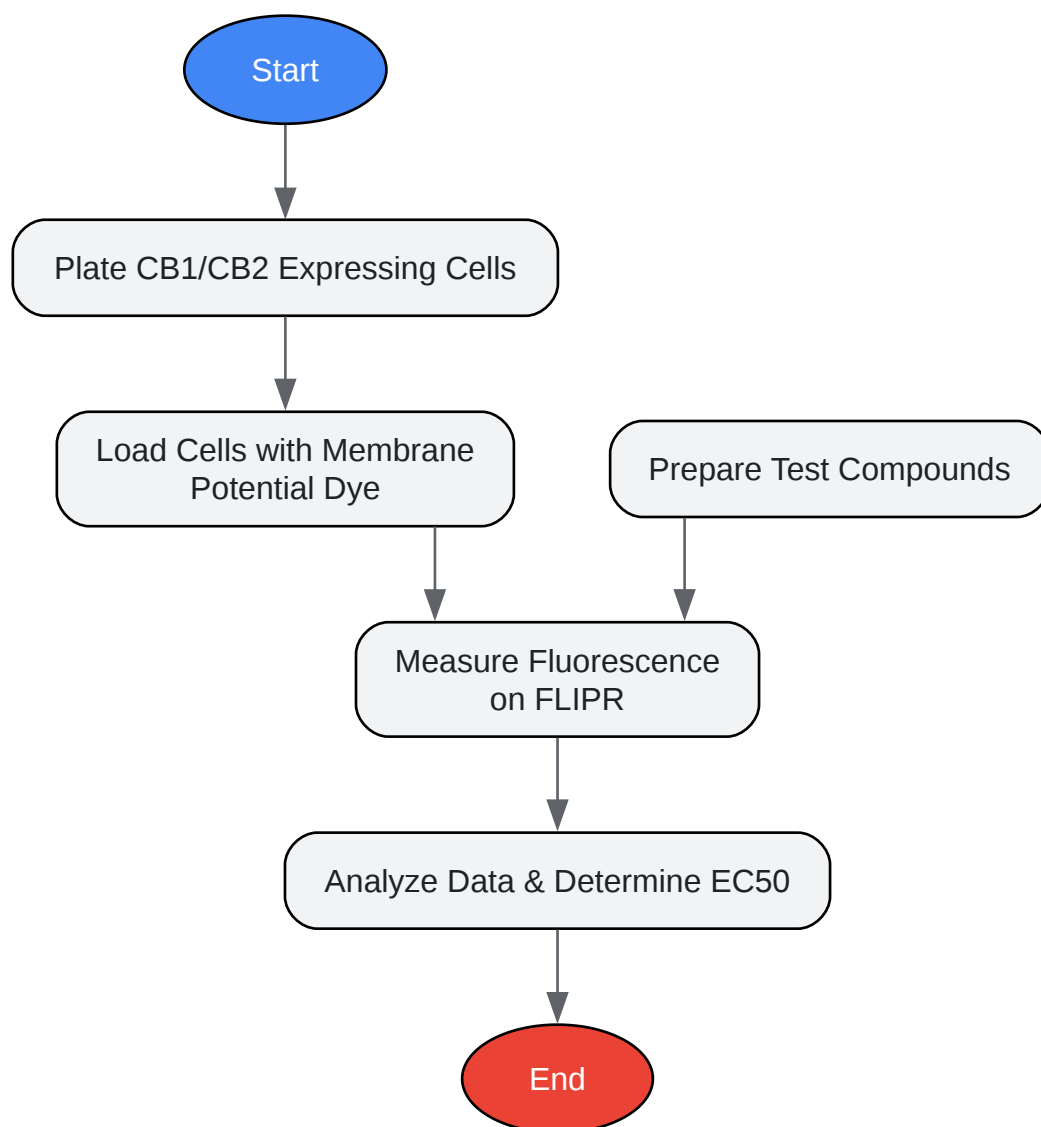 Start
Plate CB1/CB2 Expressing Cells
Load Cells with Membrane
Potential Dye
Prepare Test Compounds
Measure Fluorescence
on FLIPR
Analyze Data & Determine EC50
End